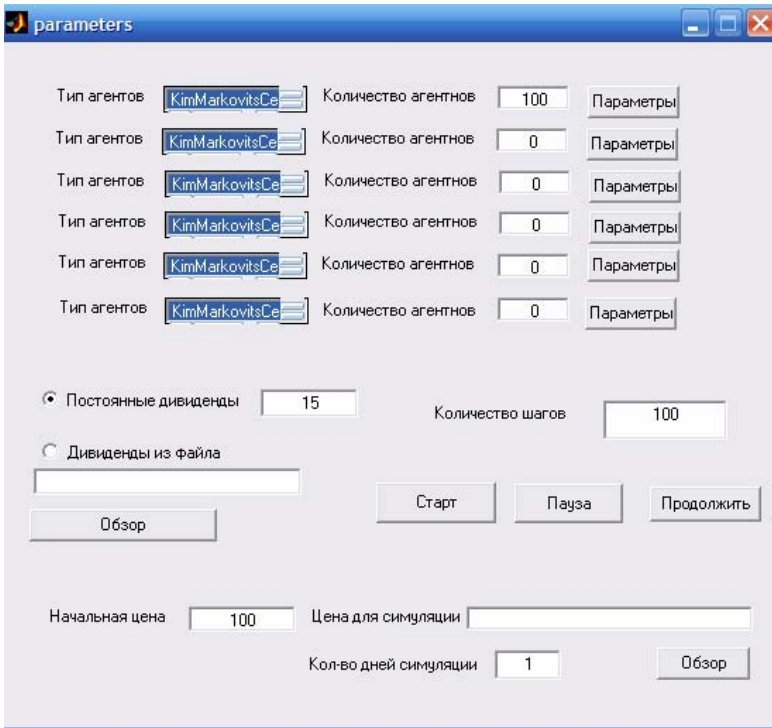 parameters
Тип агентов KimMarkovitsCe Количество агентнов 100 Параметры
Тип агентов KimMarkovitsCe Количество агентнов 0 Параметры
Тип агентов KimMarkovitsCe Количество агентнов 0 Параметры
Тип агентов KimMarkovitsCe Количество агентнов 0 Параметры
Тип агентов KimMarkovitsCe Количество агентнов 0 Параметры
Тип агентов KimMarkovitsCe Количество агентнов 0 Параметры
Постоянные дивиденды 15 Количество шагов 100
Дивиденды из файла
Старт Пауза Продолжить
Обзор
Начальная цена 100 Цена для симуляции
Кол-во дней симуляции 1 Обзор